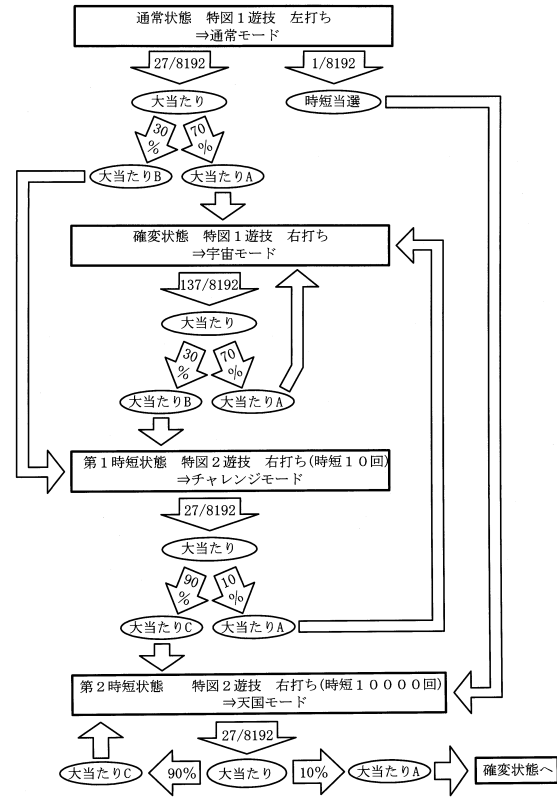 通常状態　特図１遊技　左打ち
⇒通常モード
27/8192
1/8192
大当たり
時短当選
30%
70%
大当たりB
大当たりA
確変状態　特図１遊技　右打ち
⇒宇宙モード
137/8192
大当たり
30%
70%
大当たりB
大当たりA
第１時短状態　特図２遊技　右打ち(時短１０回)
⇒チャレンジモード
27/8192
大当たり
90%
10%
大当たりC
大当たりA
第２時短状態　　特図２遊技　右打ち(時短１００００回)
⇒天国モード
27/8192
大当たりC
90%
大当たり
10%
大当たりA
確変状態へ